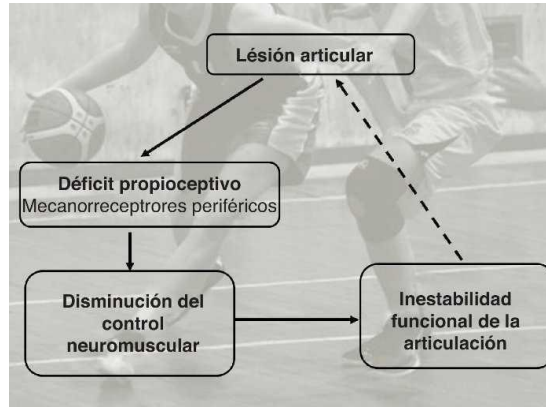 Lésión articular
Déficit propioceptivo
Mecanorreceptrores periféricos
Disminución del
control
neuromuscular
Inestabilidad
funcional de la
articulación